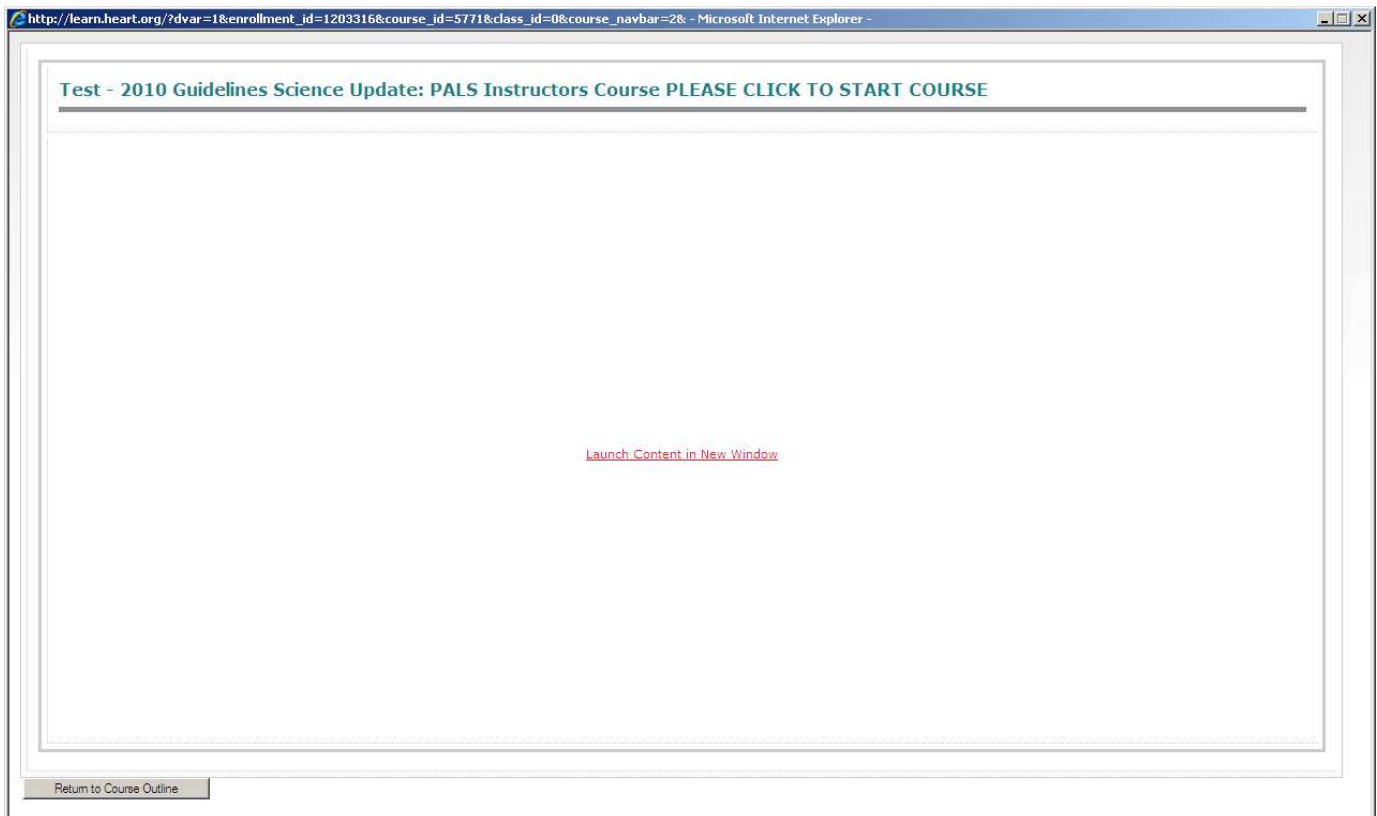 http://learn.heart.org/?dvar=1&enrollment_id=1203316&course_id=5771&class_id=0&course_navbar=2& - Microsoft Internet Explorer -
Test - 2010 Guidelines Science Update: PALS Instructors Course PLEASE CLICK TO START COURSE
Launch Content in New Window
Return to Course Outline